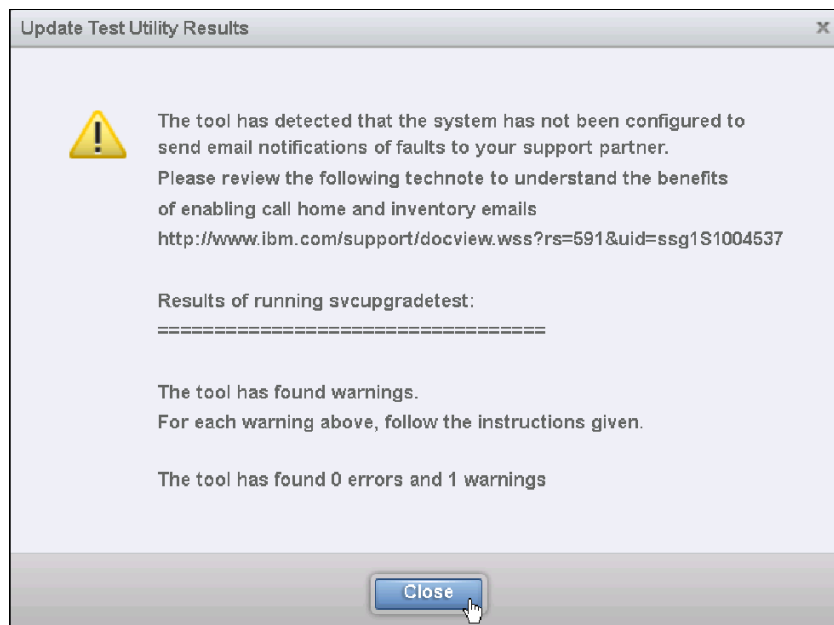 Update Test Utility Results
x
The tool has detected that the system has not been configured to
send email notifications of faults to your support partner.
Please review the following technote to understand the benefits
of enabling call home and inventory emails
http://www.ibm.com/support/docview.wss?rs=591&uid=ssg1S1004537
Results of running svcupgradetest:
==================================
The tool has found warnings.
For each warning above, follow the instructions given.
The tool has found 0 errors and 1 warnings
Close